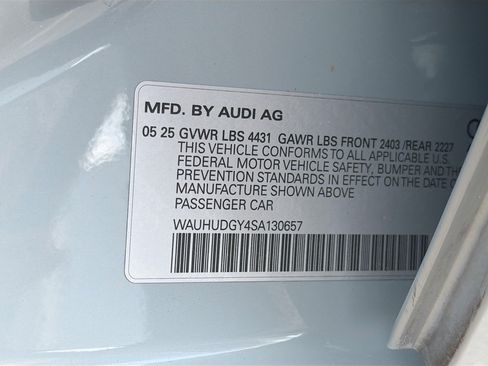 MFD. BY AUDI AG
05 25 GVWR LBS 4431 GAWR LBS FRONT 2403 /REAR 2227
THIS VEHICLE CONFORMS TO ALL APPLICABLE U.S.
FEDERAL MOTOR VEHICLE SAFETY, BUMPER AND THE
PREVENTION STANDARDS IN EFFECT ON THE DATE O
MANUFACTURE SHOWN ABOVE
PASSENGER CAR
WAUHUDGY4SA130657